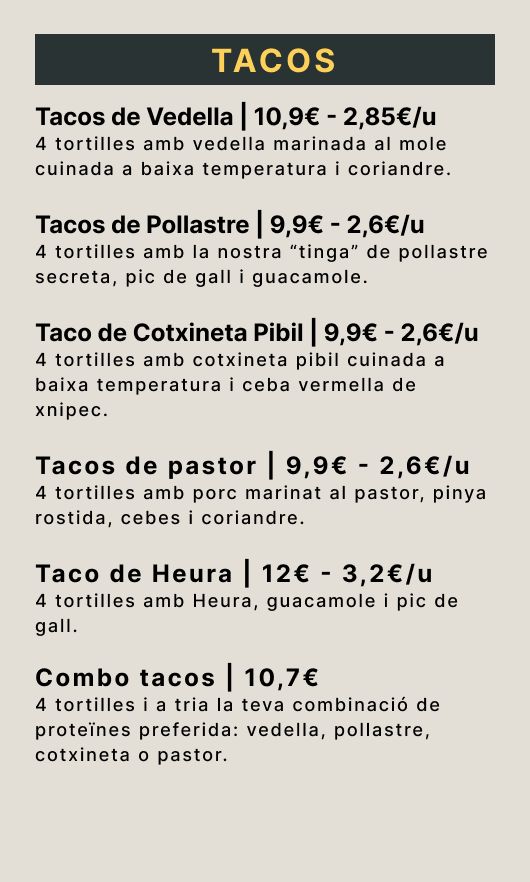 TACOS
Tacos de Vedella | 10,9€ - 2,85€/u
4 tortilles amb vedella marinada al mole
cuinada a baixa temperatura i coriandre.
Tacos de Pollastre | 9,9€ - 2,6€/u
4 tortilles amb la nostra “tinga” de pollastre
secreta, pic de gall i guacamole.
Taco de Cotxineta Pibil | 9,9€ - 2,6€/u
4 tortilles amb cotxineta pibil cuinada a
baixa temperatura i ceba vermella de
xnipec.
Tacos de pastor | 9,9€ - 2,6€/u
4 tortilles amb porc marinat al pastor, pinya
rostida, cebes i coriandre.
Taco de Heura | 12€ - 3,2€/u
4 tortilles amb Heura, guacamole i pic de
gall.
Combo tacos | 10,7€
4 tortilles i a tria la teva combinació de
proteïnes preferida: vedella, pollastre,
cotxineta o pastor.